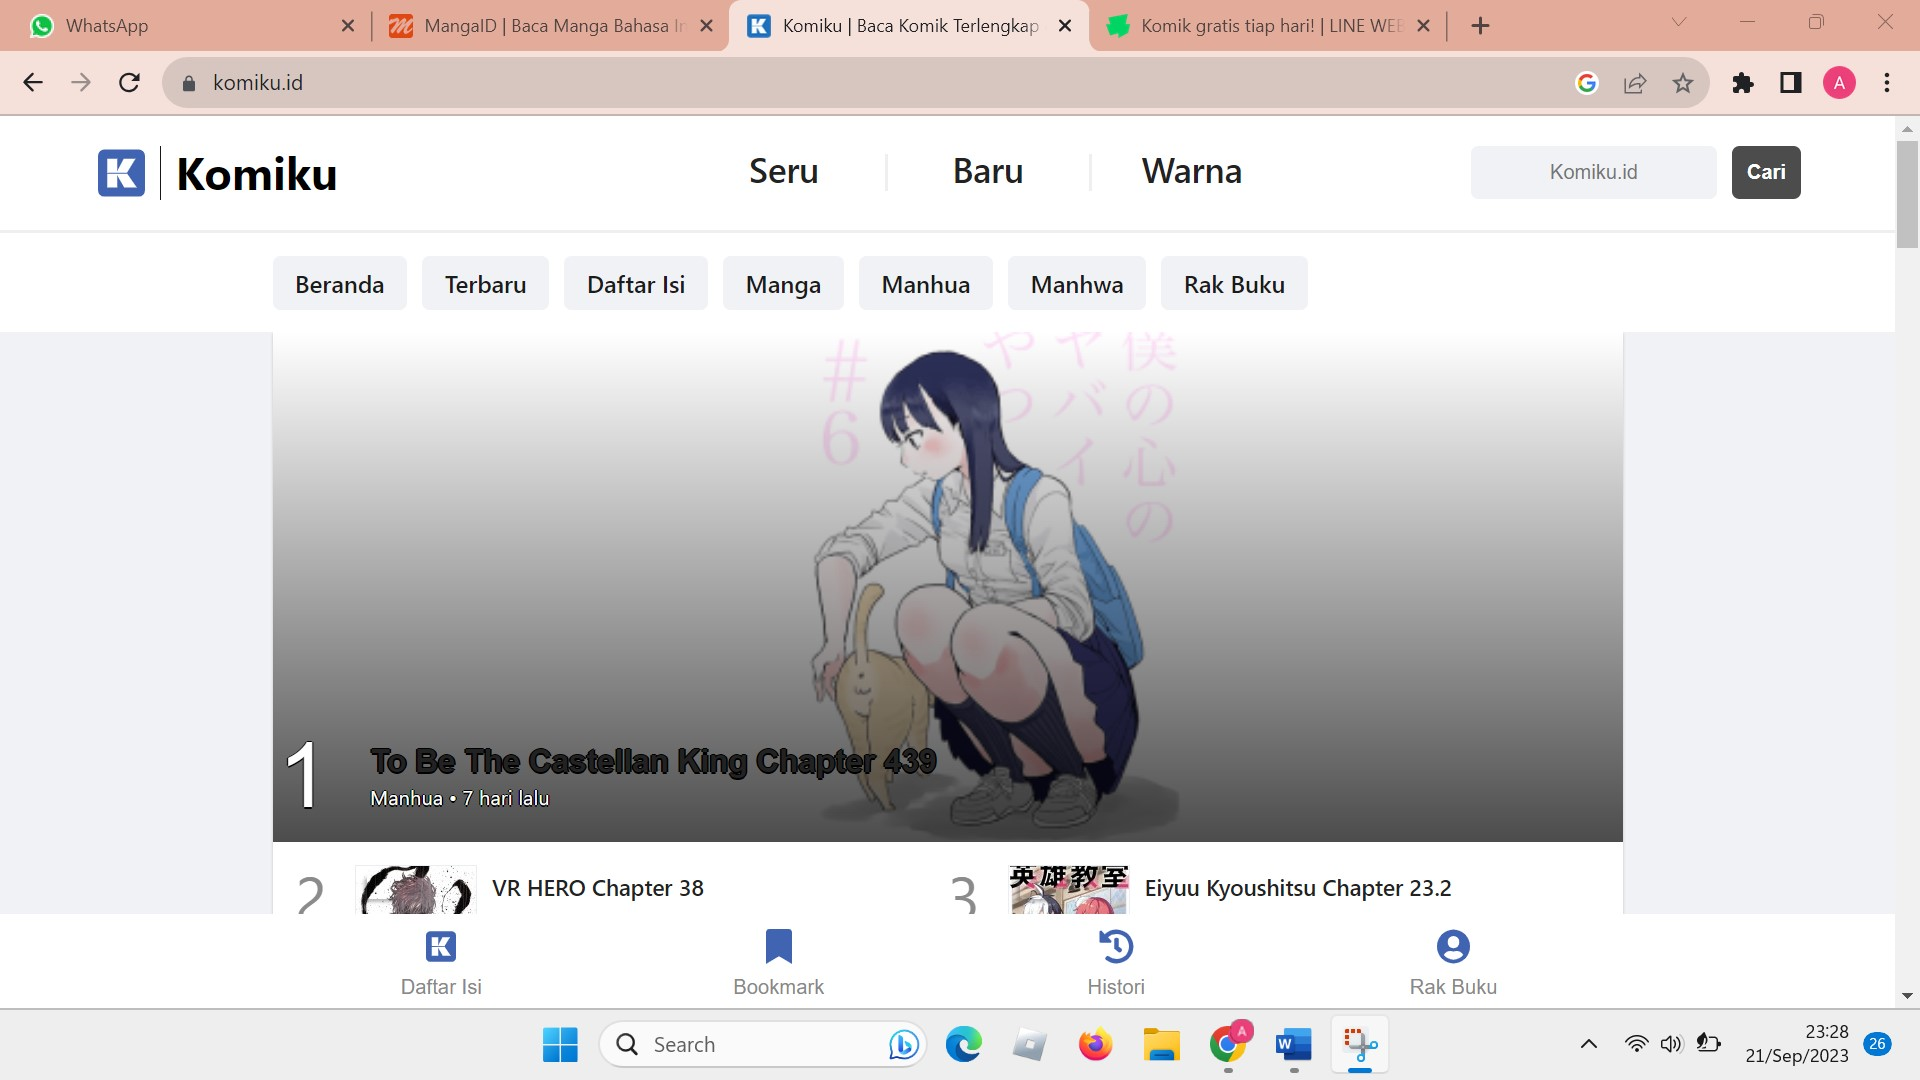 WhatsApp
MangaID | Baca Manga Bahasa In
Komiku | Baca Komik Terlengkap
Komik gratis tiap hari! | LINE WEB
komiku.id
A
K
Komiku
Seru
Baru
Warna
Komiku.id
Cari
Beranda
Terbaru
Daftar Isi
Manga
Manhua
Manhwa
Rak Buku
僕の心の
ヤバイ
やつ
#6
1
To Be The Castellan King Chapter 439
Manhua • 7 hari lalu
2
VR HERO Chapter 38
3
英雄教室
Eiyuu Kyoushitsu Chapter 23.2
Daftar Isi
Bookmark
Histori
Rak Buku
Search
A
W
23:28
21/Sep/2023
26